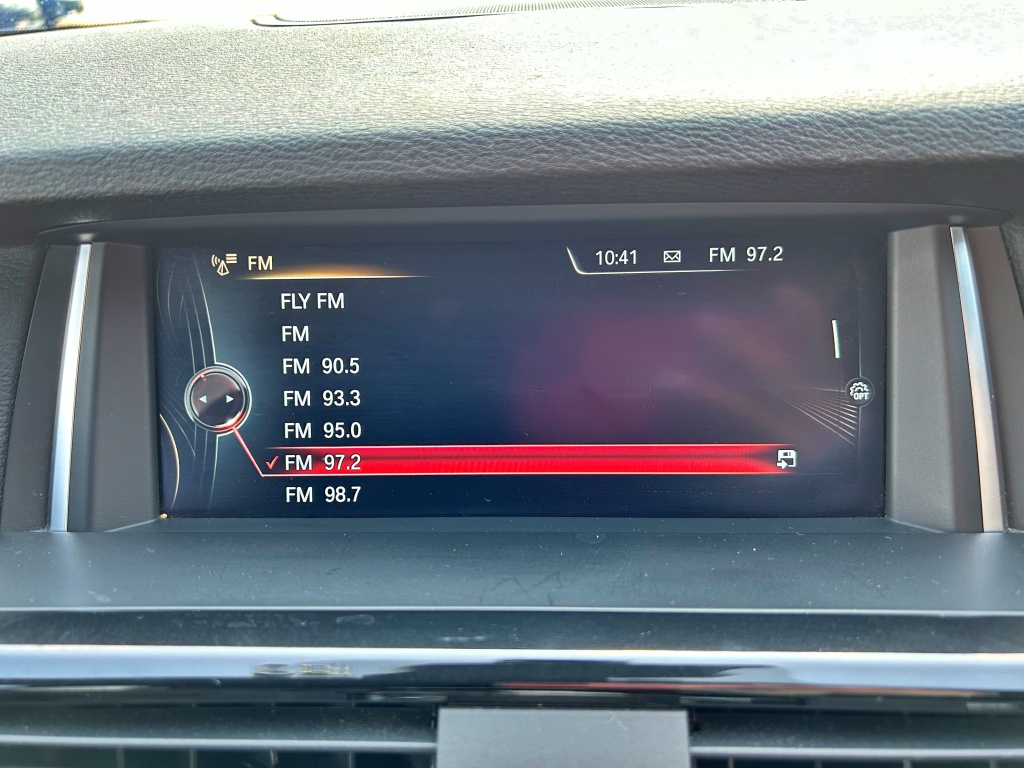 FM
10:41 FM 97.2
FLY FM
FM
FM 90.5
FM 93.3
FM 95.0
OPT
FM 97.2
FM 98.7